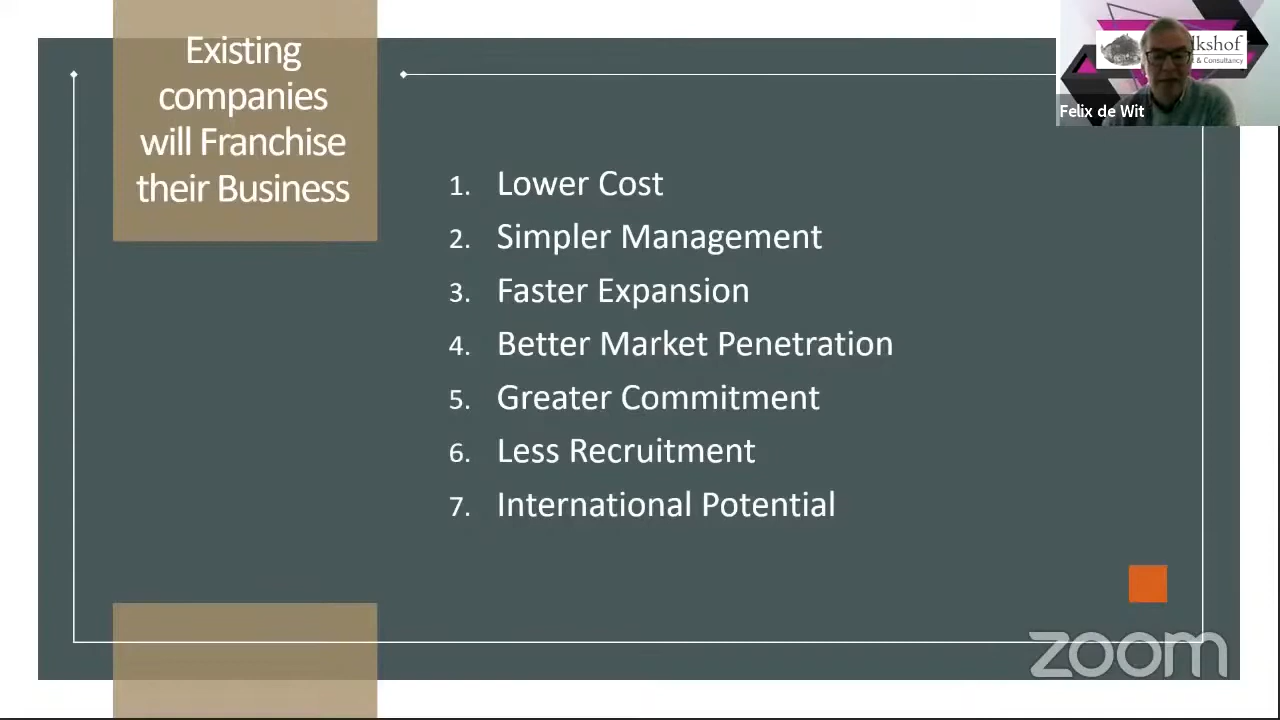 Existing
companies
will Franchise
their Business
1. Lower Cost
2. Simpler Management
3. Faster Expansion
4. Better Market Penetration
5. Greater Commitment
6. Less Recruitment
7. International Potential
& Consultancy
Felix de Wit
zoom